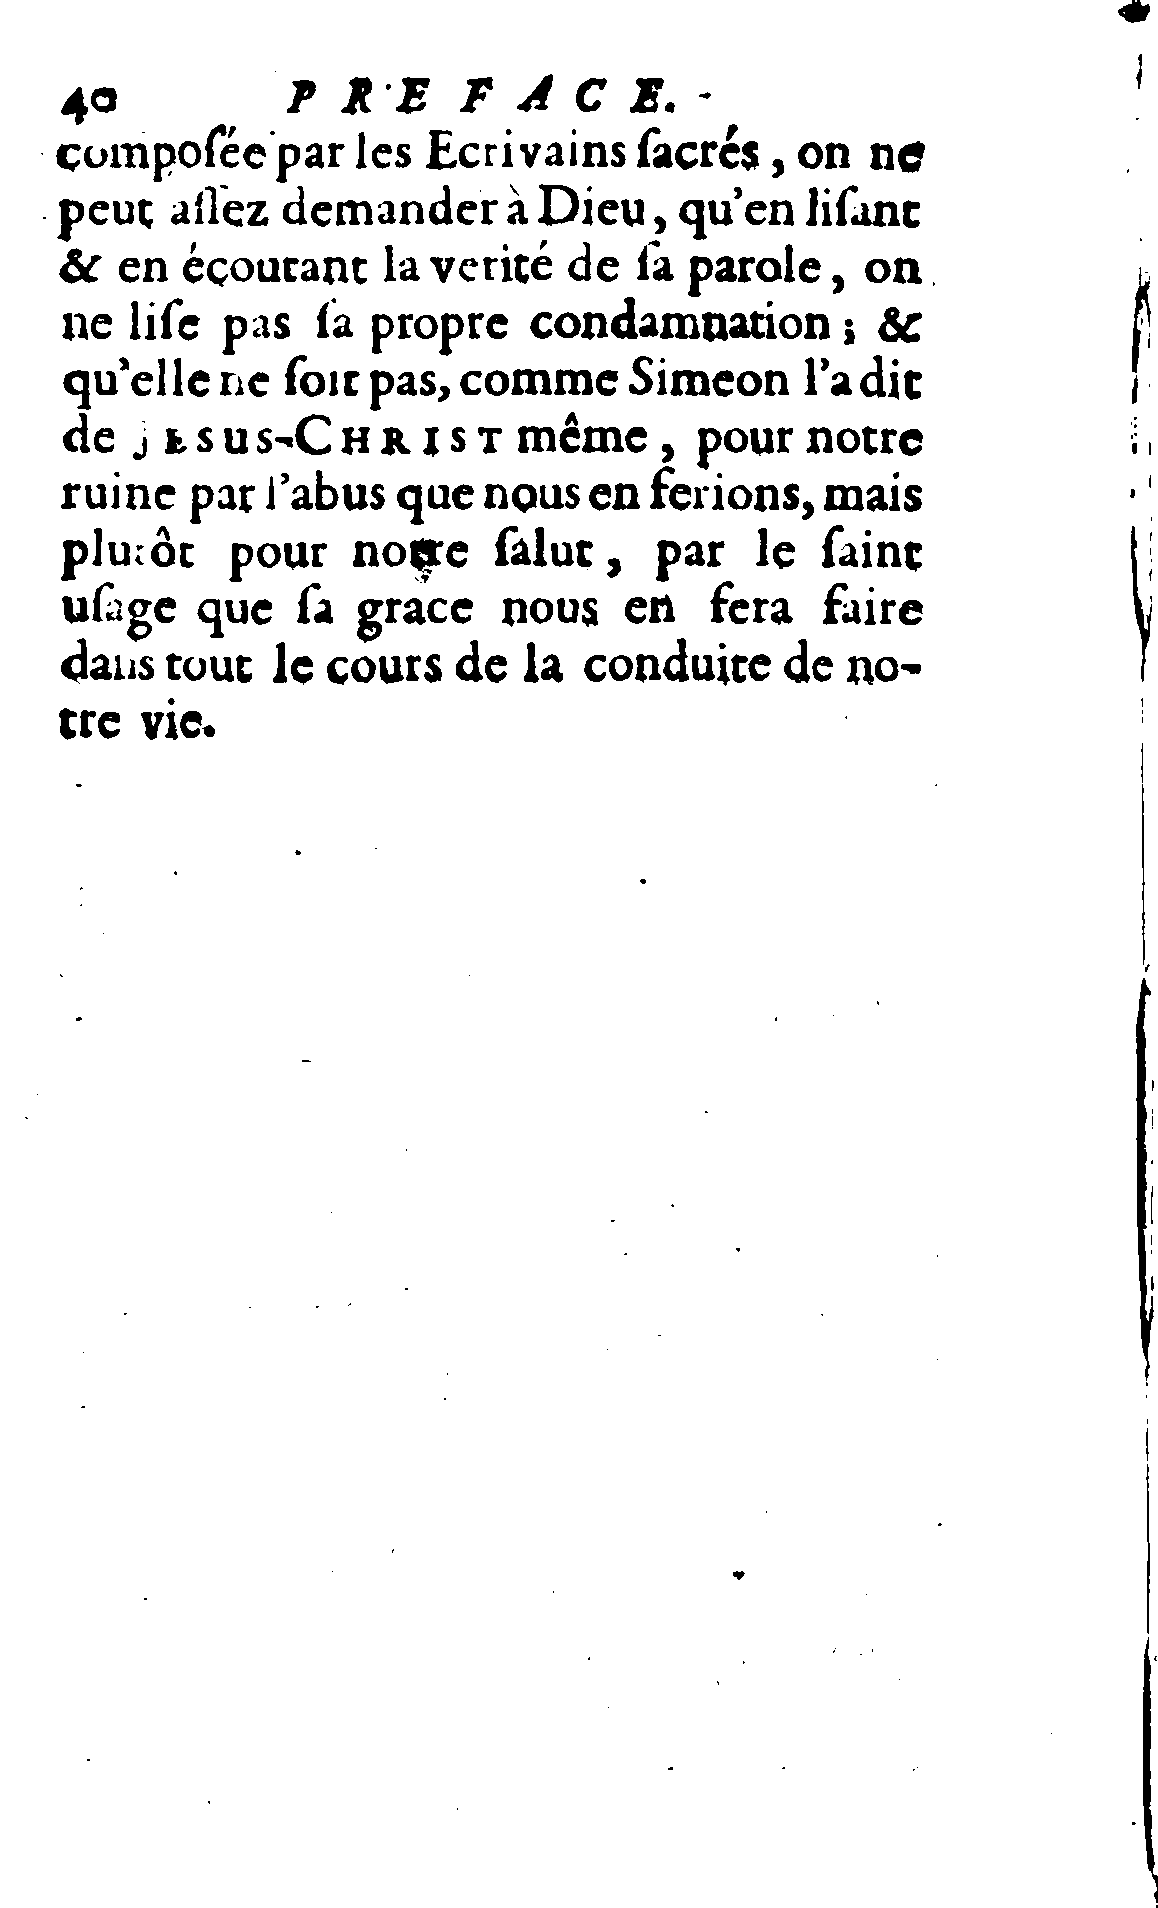 40 PREFACE.
composée par les Ecrivains sacrés, on ne
peut assez demander à Dieu, qu'en lisant
& en écoutant la verité de sa parole, on
ne lise pas sa propre condamnation; &
qu'elle ne soit pas, comme Simeon l'a dit
de JESUS-CHRIST même, pour notre
ruine par l'abus que nous en ferions, mais
plutôt pour notre salut, par le saint
usage que sa grace nous en fera faire
dans tout le cours de la conduite de no-
tre vie.